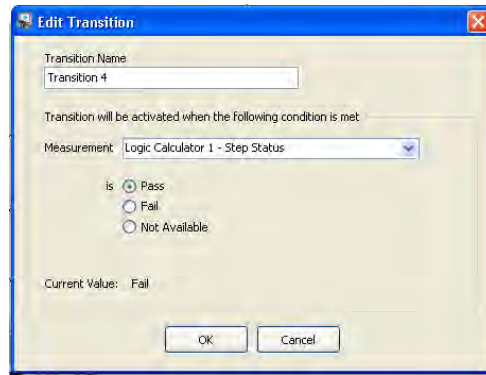 Edit Transition
Transition Name
Transition 4
Transition will be activated when the following condition is met
Measurement Logic Calculator 1 - Step Status
is Pass
Fail
Not Available
Current Value: Fail
OK Cancel